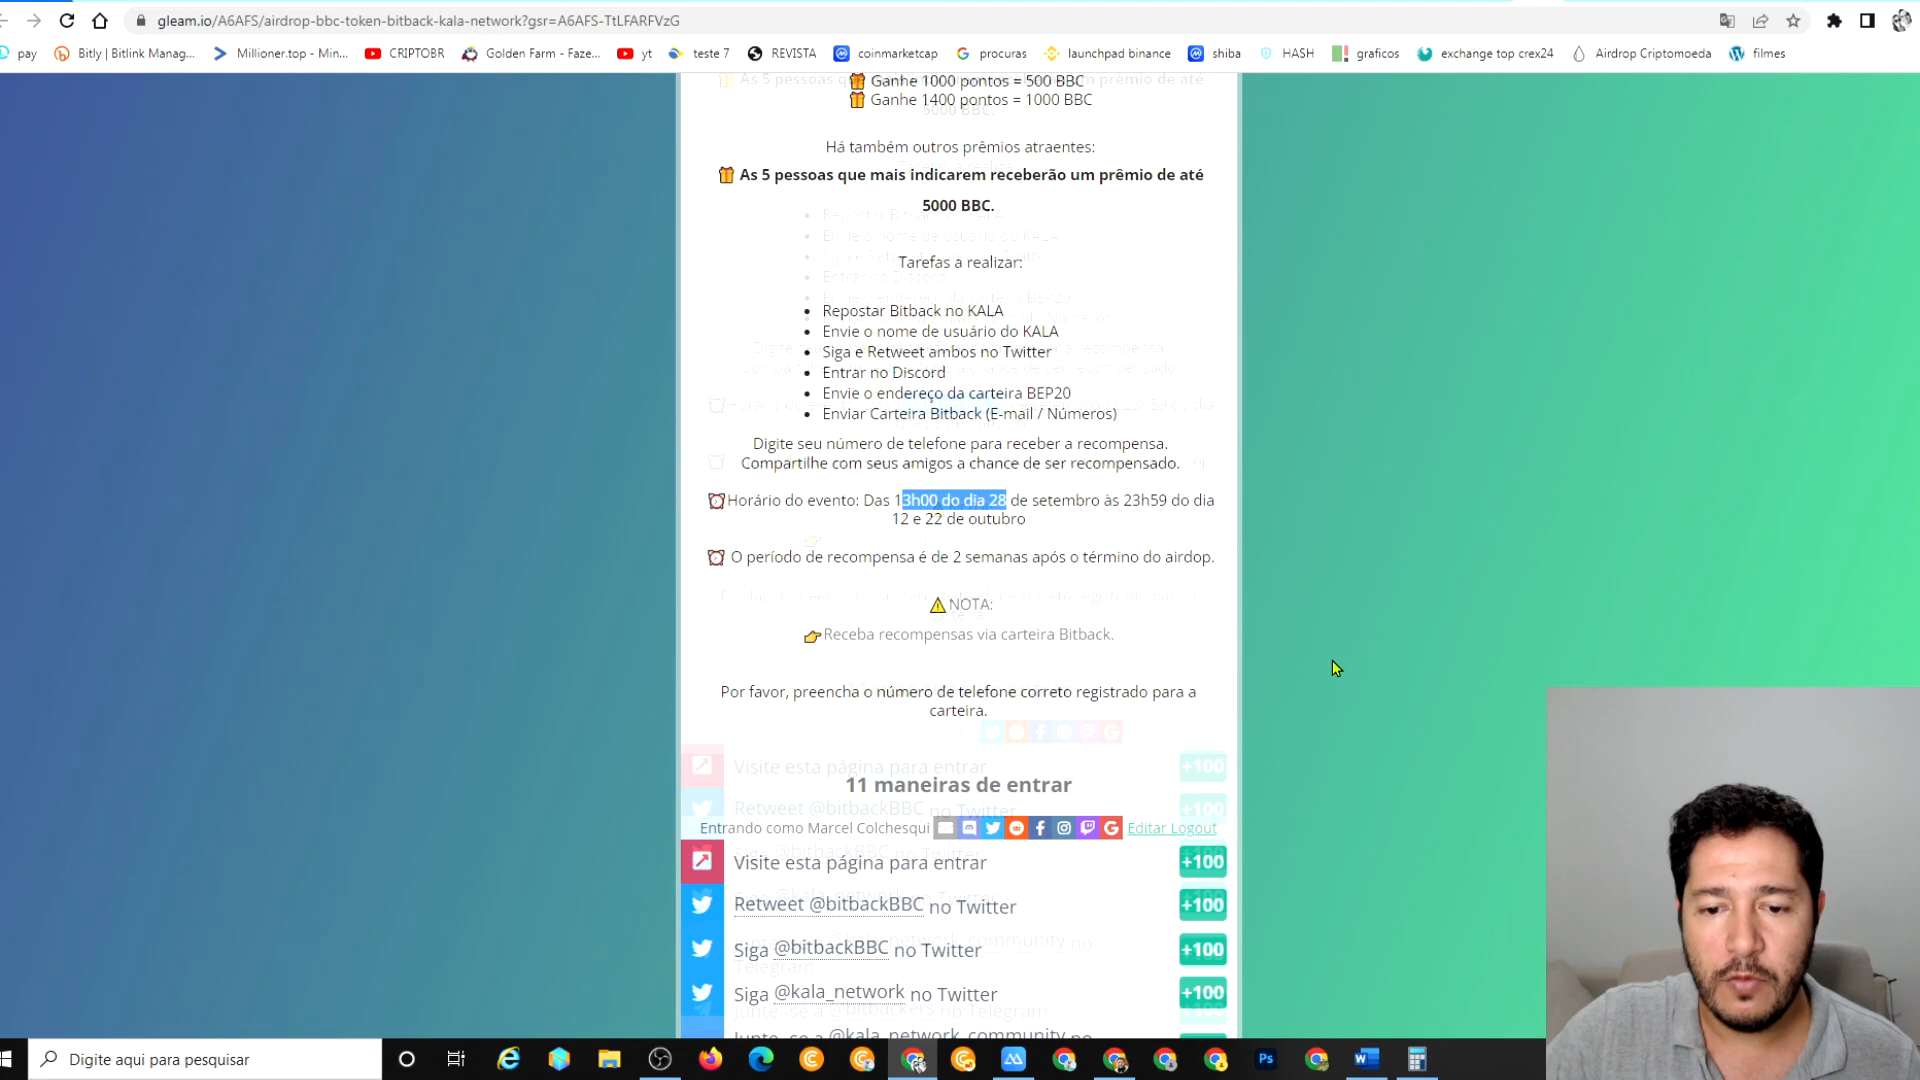 gleam.io/A6AFS/airdrop-bbc-token-bitback-kala-network?gsr=A6AFS-TtLFARFVzG
pay
Bitly | Bitlink Manag...
Millioner.top - Min...
CRIPTOBR
Golden Farm - Faze...
yt
teste 7
REVISTA
coinmarketcap
procuras
launchpad binance
shiba
HASH
graficos
exchange top crex24
Airdrop Criptomoeda
filmes
Ganhe 1000 pontos = 500 BBC
Ganhe 1400 pontos = 1000 BBC
Há também outros prêmios atraentes:
As 5 pessoas que mais indicarem receberão um prêmio de até
5000 BBC.
Tarefas a realizar:
• Repostar Bitback no KALA
• Envie o nome de usuário do KALA
• Siga e Retweet ambos no Twitter
• Entrar no Discord
• Envie o endereço da carteira BEP20
• Enviar Carteira Bitback (E-mail / Números)
Digite seu número de telefone para receber a recompensa.
Compartilhe com seus amigos a chance de ser recompensado.
Horário do evento: Das 13h00 do dia 28 de setembro às 23h59 do dia
12 e 22 de outubro
O período de recompensa é de 2 semanas após o término do airdop.
NOTA:
Receba recompensas via carteira Bitback.
Por favor, preencha o número de telefone correto registrado para a
carteira.
11 maneiras de entrar
Entrando como Marcel Colchesqui Editar Logout
Visite esta página para entrar +100
Retweet @bitbackBBC no Twitter +100
Siga @bitbackBBC no Twitter +100
Siga @kala_network no Twitter +100
Junte-se a @kala_network_community no
Digite aqui para pesquisar